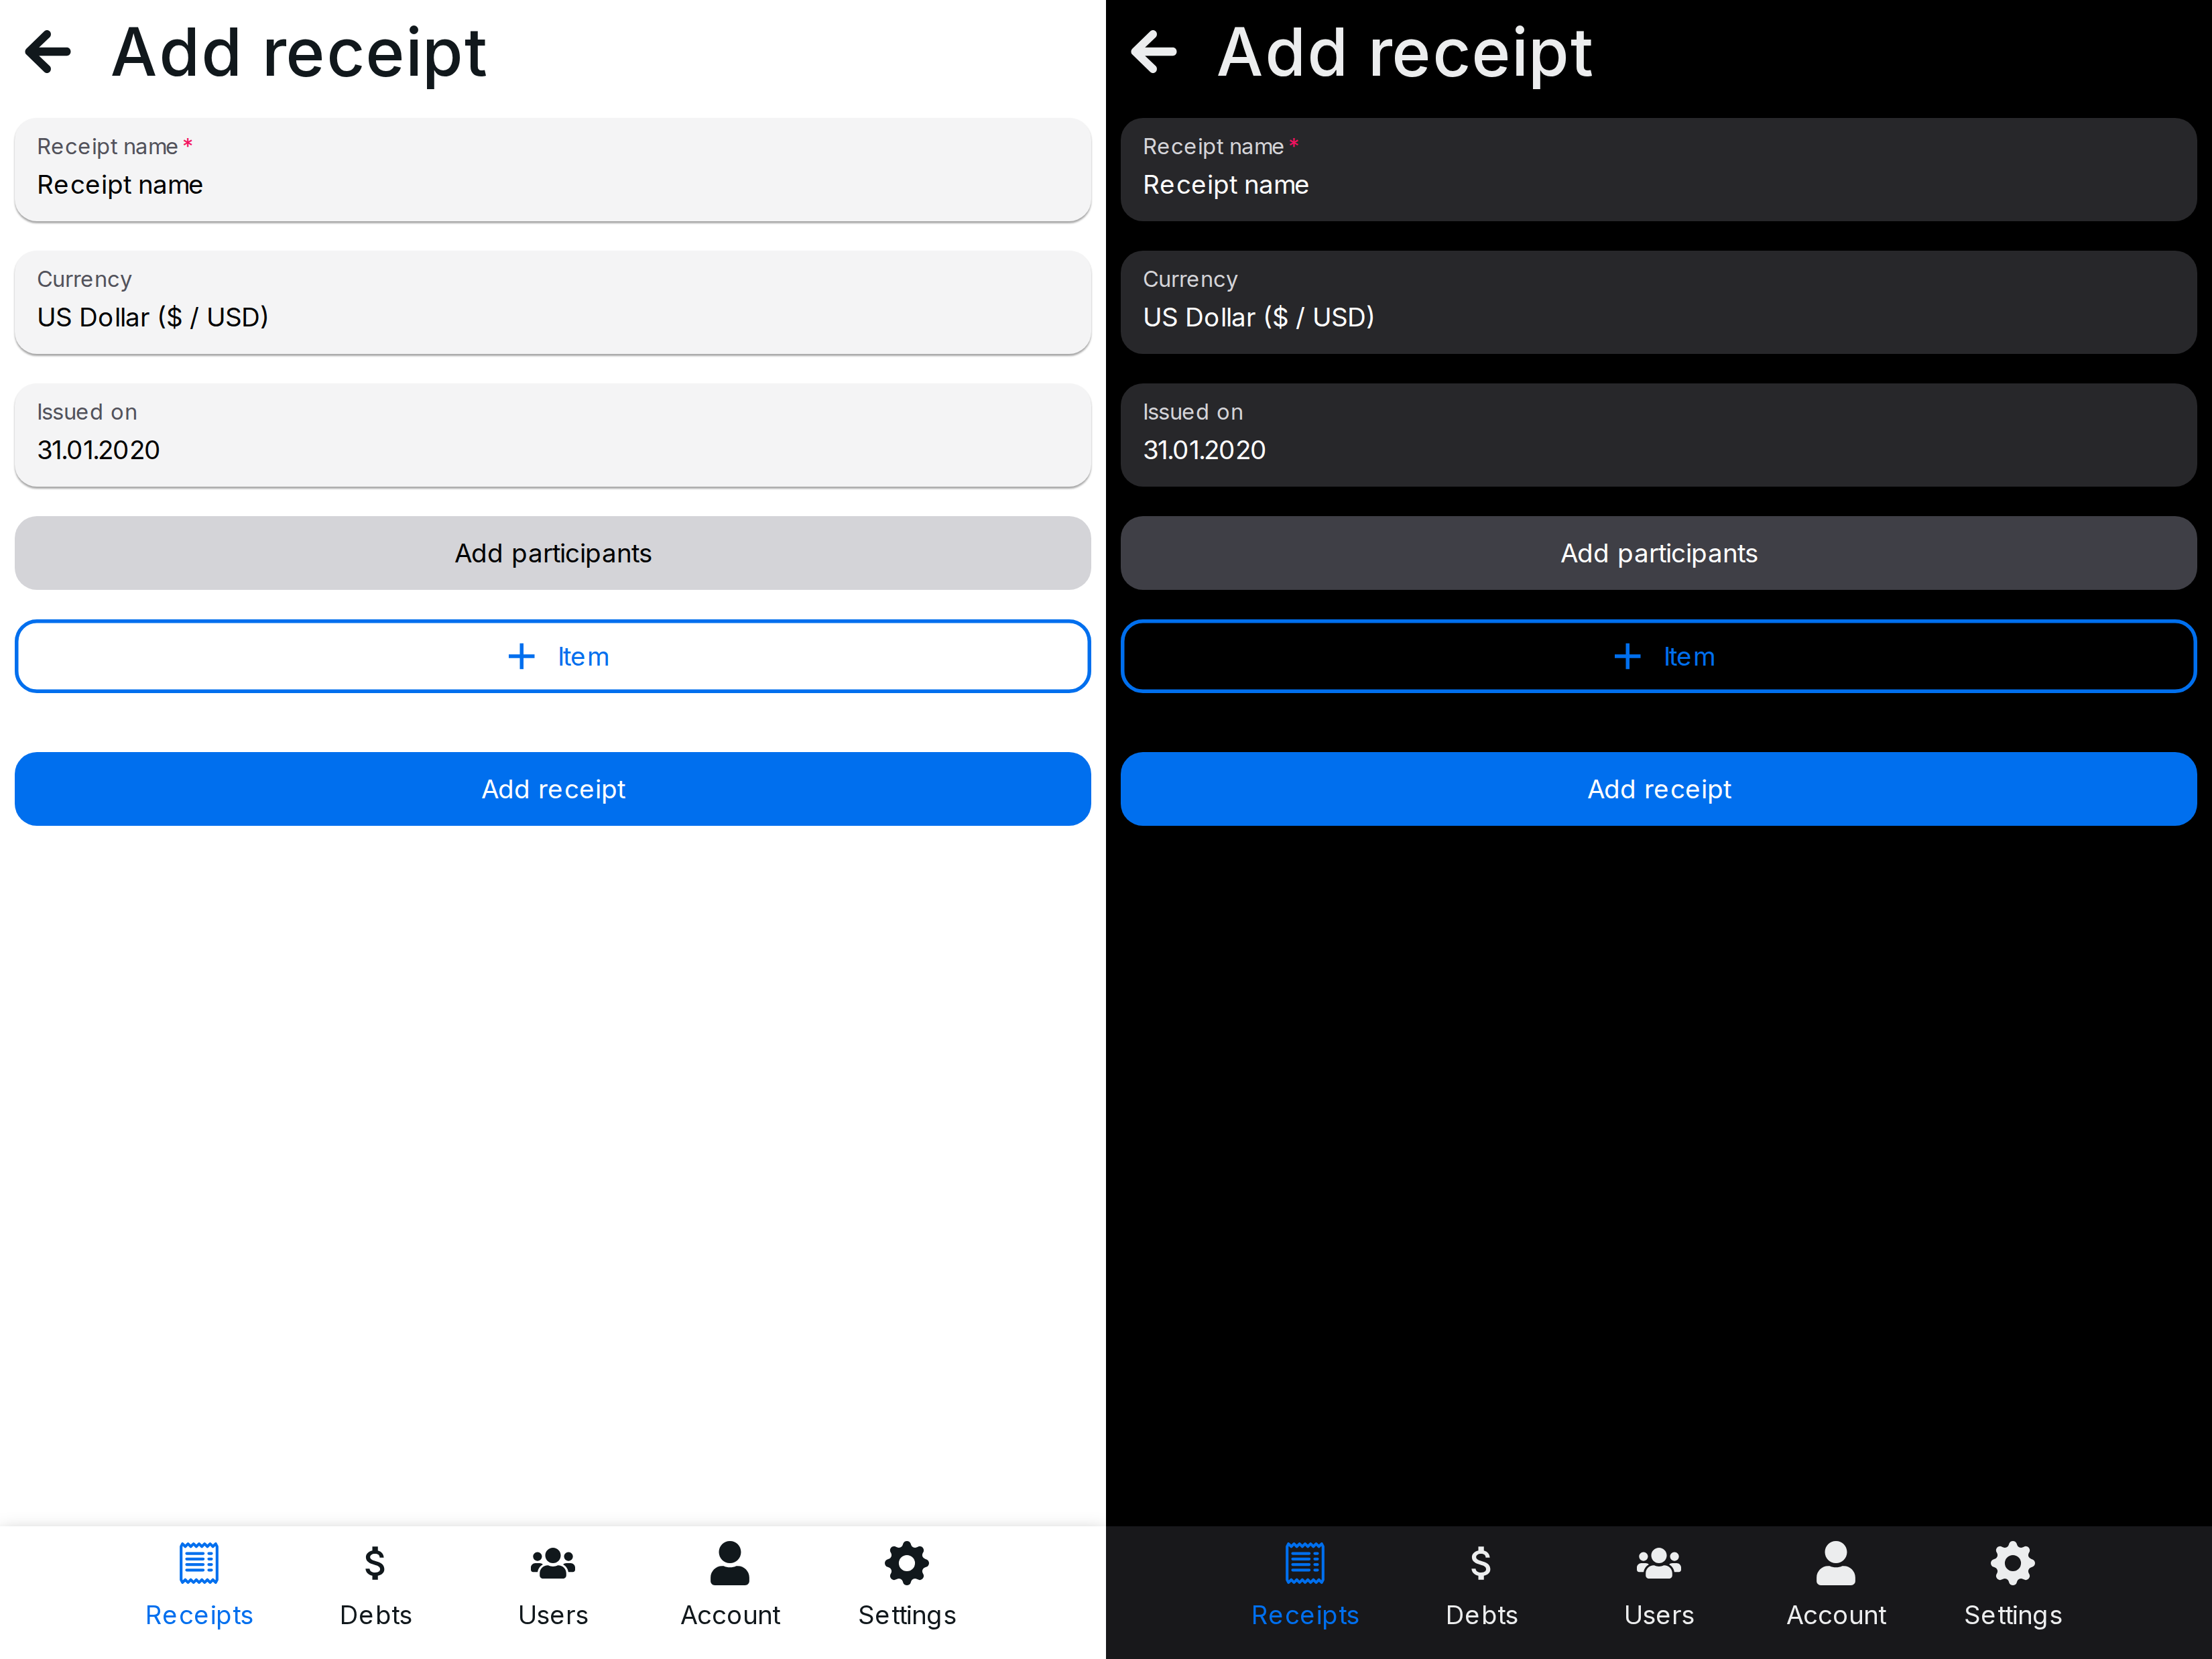 Add receipt
Receipt name *
Receipt name
Currency
US Dollar ($ / USD)
Issued on
31.01.2020
Add participants
+ Item
Add receipt
Receipts
$
Debts
Users
Account
Settings
Add receipt
Receipt name *
Receipt name
Currency
US Dollar ($ / USD)
Issued on
31.01.2020
Add participants
+ Item
Add receipt
Receipts
$
Debts
Users
Account
Settings